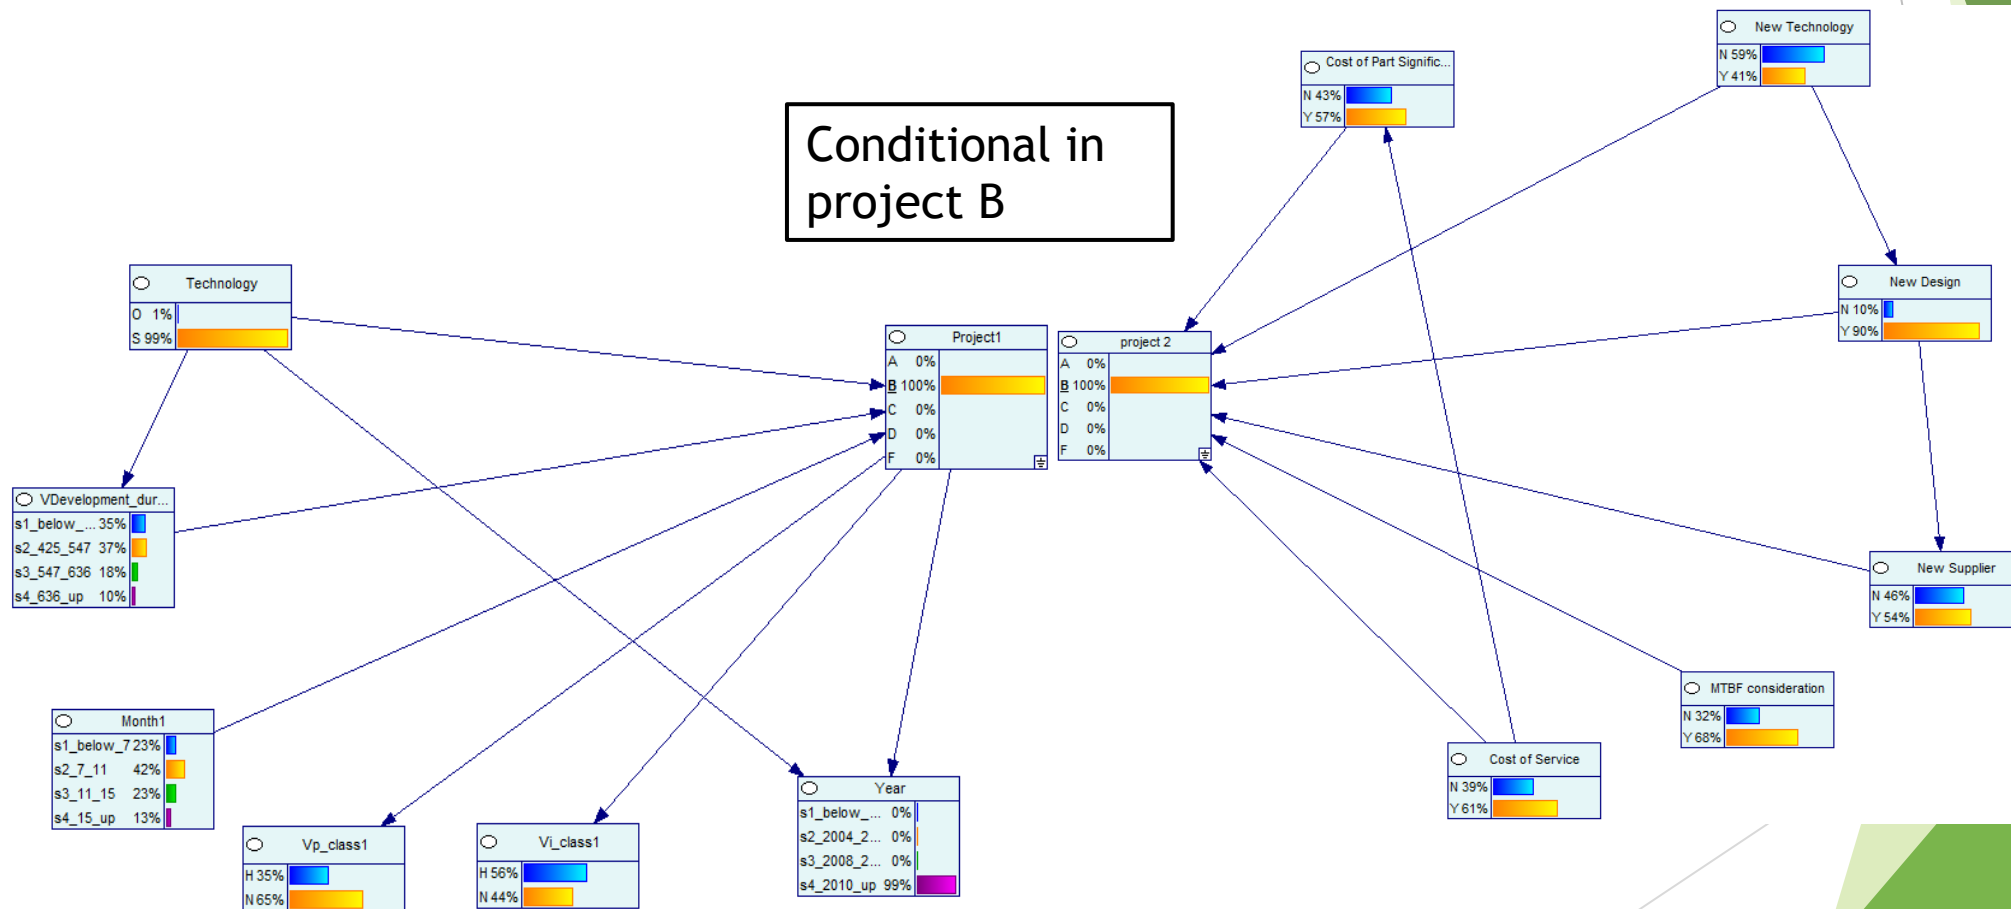 Conditional in
project B
Technology
O 1%
S 99%
VDevelopment_dur...
s1_below_... 35%
s2_425_547 37%
s3_547_636 18%
s4_636_up 10%
Month1
s1_below_7 23%
s2_7_11 42%
s3_11_15 23%
s4_15_up 13%
Vp_class1
H 35%
N 65%
Vi_class1
H 56%
N 44%
Year
s1_below_... 0%
s2_2004_2... 0%
s3_2008_2... 0%
s4_2010_up 99%
Project1
A 0%
B 100%
C 0%
D 0%
F 0%
project 2
A 0%
B 100%
C 0%
D 0%
F 0%
Cost of Part Signific...
N 43%
Y 57%
New Technology
N 59%
Y 41%
New Design
N 10%
Y 90%
New Supplier
N 46%
Y 54%
MTBF consideration
N 32%
Y 68%
Cost of Service
N 39%
Y 61%